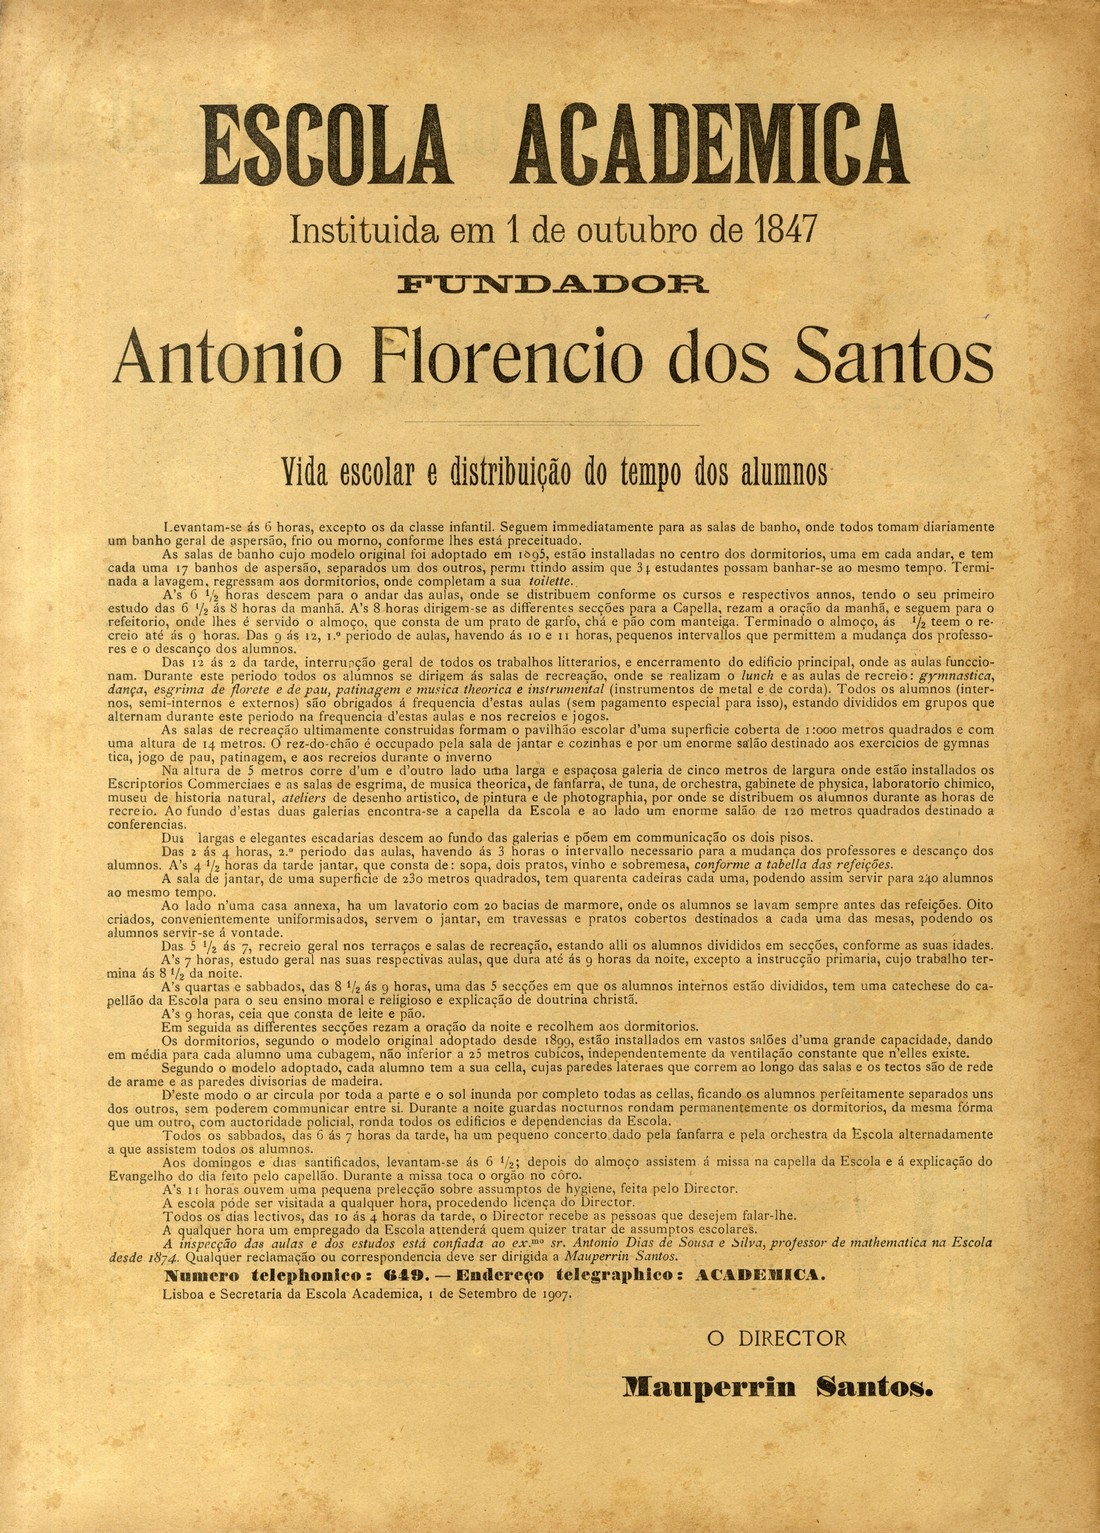 ESCOLA ACADEMICA
Instituida em 1 de outubro de 1847
FUNDADOR
Antonio Florencio dos Santos
Vida escolar e distribuição do tempo dos alumnos
Levantam-se ás 6 horas, excepto os da classe infantil. Seguem immediatamente para as salas de banho, onde todos tomam diariamente
um banho geral de aspersão, frio ou morno, conforme lhes está preceituado.
As salas de banho cujo modelo original foi adoptado em 1895, estão installadas no centro dos dormitorios, uma em cada andar, e tem
cada uma 17 banhos de aspersão, separados um dos outros, permittindo assim que 34 estudantes possam banhar-se ao mesmo tempo. Termi-
nada a lavagem, regressam aos dormitorios, onde completam a sua toilette.
A's 6 1/2 horas descem para o andar das aulas, onde se distribuem conforme os cursos e respectivos annos, tendo o seu primeiro
estudo das 6 1/2 ás 8 horas da manhã. A's 8 horas dirigem-se as differentes secções para a Capella, rezam a oração da manhã, e seguem para o
refeitorio, onde lhes é servido o almoço, que consta de um prato de garfo, chá e pão com manteiga. Terminado o almoço, ás 1/2 teem o re-
creio até ás 9 horas. Das 9 ás 12, 1.º periodo de aulas, havendo ás 10 e 11 horas, pequenos intervallos que permittem a mudança dos professo-
res e o descanço dos alumnos.
Das 12 ás 2 da tarde, interrupção geral de todos os trabalhos litterarios, e encerramento do edificio principal, onde as aulas funccio-
nam. Durante este periodo todos os alumnos se dirigem ás salas de recreação, onde se realizam o lunch e as aulas de recreio: gymnastica,
dança, esgrima de florete e de pau, patinagem e musica theorica e instrumental (instrumentos de metal e de corda). Todos os alumnos (inter-
nos, semi-internos e externos) são obrigados á frequencia d'estas aulas (sem pagamento especial para isso), estando divididos em grupos que
alternam durante este periodo na frequencia d'estas aulas e nos recreios e jogos.
As salas de recreação ultimamente construidas formam o pavilhão escolar d'uma superficie coberta de 1:000 metros quadrados e com
uma altura de 14 metros. O rez-do-chão é occupado pela sala de jantar e cozinhas e por um enorme salão destinado aos exercicios de gymnas
tica, jogo de pau, patinagem, e aos recreios durante o inverno
Na altura de 5 metros corre d'um e d'outro lado uma larga e espaçosa galeria de cinco metros de largura onde estão installados os
Escriptorios Commerciaes e as salas de esgrima, de musica theorica, de fanfarra, de tuna, de orchestra, gabinete de physica, laboratorio chimico,
museu de historia natural, ateliers de desenho artistico, de pintura e de photographia, por onde se distribuem os alumnos durante as horas de
recreio. Ao fundo d'estas duas galerias encontra-se a capella da Escola e ao lado um enorme salão de 120 metros quadrados destinado a
conferencias.
Dus largas e elegantes escadarias descem ao fundo das galerias e põem em communicação os dois pisos.
Das 2 ás 4 horas, 2.º periodo das aulas, havendo ás 3 horas o intervallo necessario para a mudança dos professores e descanço dos
alumnos. A's 4 1/2 horas da tarde jantar, que consta de: sopa, dois pratos, vinho e sobremesa, conforme a tabella das refeições.
A sala de jantar, de uma superficie de 230 metros quadrados, tem quarenta cadeiras cada uma, podendo assim servir para 240 alumnos
ao mesmo tempo.
Ao lado n'uma casa annexa, ha um lavatorio com 20 bacias de marmore, onde os alumnos se lavam sempre antes das refeições. Oito
criados, convenientemente uniformisados, servem o jantar, em travessas e pratos cobertos destinados a cada uma das mesas, podendo os
alumnos servir-se á vontade.
Das 5 1/2 ás 7, recreio geral nos terraços e salas de recreação, estando alli os alumnos divididos em secções, conforme as suas idades.
A's 7 horas, estudo geral nas suas respectivas aulas, que dura até ás 9 horas da noite, excepto a instrucção primaria, cujo trabalho ter-
mina ás 8 1/2 da noite.
A's quartas e sabbados, das 8 1/2 ás 9 horas, uma das 5 secções em que os alumnos internos estão divididos, tem uma catechese do ca-
pellão da Escola para o seu ensino moral e religioso e explicação de doutrina christã.
A's 9 horas, ceia que consta de leite e pão.
Em seguida as differentes secções rezam a oração da noite e recolhem aos dormitorios.
Os dormitorios, segundo o modelo original adoptado desde 1899, estão installados em vastos salões d'uma grande capacidade, dando
em média para cada alumno uma cubagem, não inferior a 25 metros cubicos, independentemente da ventilação constante que n'elles existe.
Segundo o modelo adoptado, cada alumno tem a sua cella, cujas paredes lateraes que correm ao longo das salas e os tectos são de rede
de arame e as paredes divisorias de madeira.
D'este modo o ar circula por toda a parte e o sol inunda por completo todas as cellas, ficando os alumnos perfeitamente separados uns
dos outros, sem poderem communicar entre si. Durante a noite guardas nocturnos rondam permanentemente os dormitorios, da mesma fórma
que um outro, com auctoridade policial, ronda todos os edificios e dependencias da Escola.
Todos os sabbados, das 6 ás 7 horas da tarde, ha um pequeno concerto dado pela fanfarra e pela orchestra da Escola alternadamente
a que assistem todos os alumnos.
Aos domingos e dias santificados, levantam-se ás 6 1/2; depois do almoço assistem á missa na capella da Escola e á explicação do
Evangelho do dia feito pelo capellão. Durante a missa toca o orgão no côro.
A's 11 horas ouvem uma pequena prelecção sobre assumptos de hygiene, feita pelo Director.
A escola póde ser visitada a qualquer hora, procedendo licença do Director.
Todos os dias lectivos, das 10 ás 4 horas da tarde, o Director recebe as pessoas que desejem falar-lhe.
A qualquer hora um empregado da Escola attenderá quem quizer tratar de assumptos escolares.
A inspecção das aulas e dos estudos está confiada ao ex.mo sr. Antonio Dias de Sousa e Silva, professor de mathematica na Escola
desde 1874. Qualquer reclamação ou correspondencia deve ser dirigida a Mauperrin Santos.
Numero telephonico: 649. — Endereço telegraphico: ACADEMICA.
Lisboa e Secretaria da Escola Academica, 1 de Setembro de 1907.
O DIRECTOR
Mauperrin Santos.